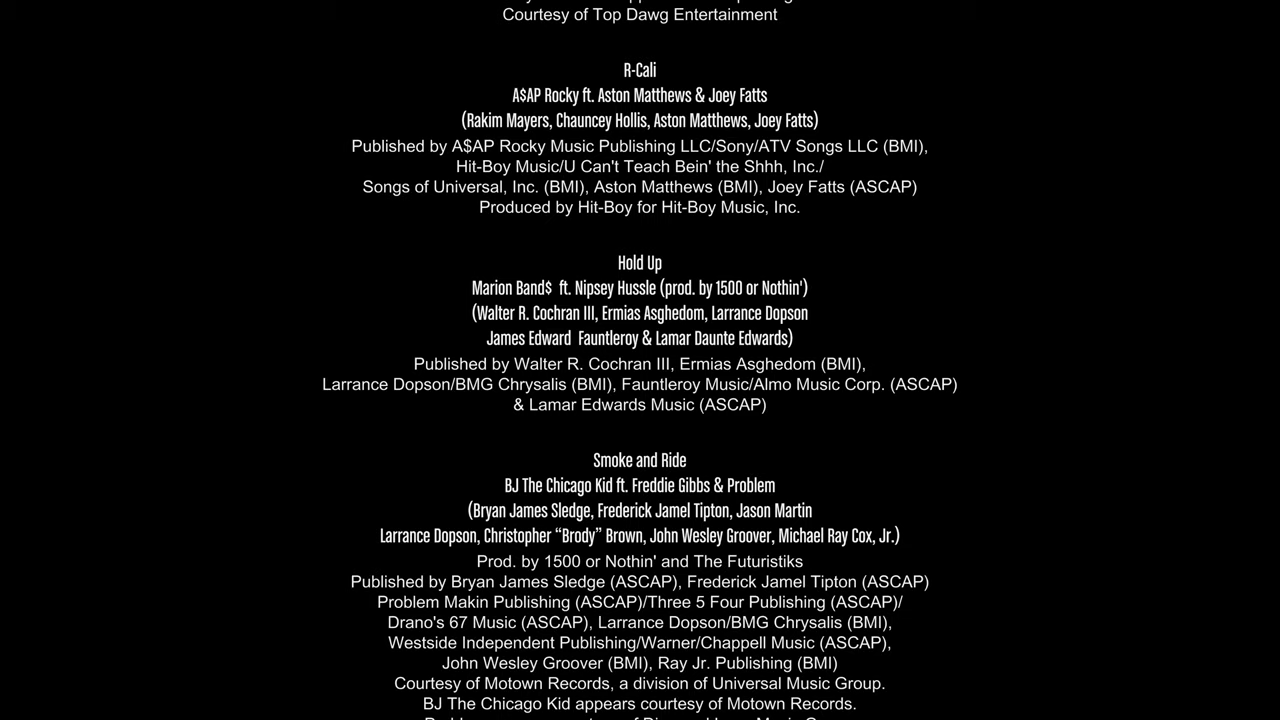 Courtesy of Top Dawg Entertainment
R-Cali
A$AP Rocky ft. Aston Matthews & Joey Fatts
(Rakim Mayers, Chauncey Hollis, Aston Matthews, Joey Fatts)
Published by A$AP Rocky Music Publishing LLC/Sony/ATV Songs LLC (BMI),
Hit-Boy Music/U Can't Teach Bein' the Shhh, Inc./
Songs of Universal, Inc. (BMI), Aston Matthews (BMI), Joey Fatts (ASCAP)
Produced by Hit-Boy for Hit-Boy Music, Inc.
Hold Up
Marion Band$ ft. Nipsey Hussle (prod. by 1500 or Nothin')
(Walter R. Cochran III, Ermias Asghedom, Larrance Dopson
James Edward Fauntleroy & Lamar Daunte Edwards)
Published by Walter R. Cochran III, Ermias Asghedom (BMI),
Larrance Dopson/BMG Chrysalis (BMI), Fauntleroy Music/Almo Music Corp. (ASCAP)
& Lamar Edwards Music (ASCAP)
Smoke and Ride
BJ The Chicago Kid ft. Freddie Gibbs & Problem
(Bryan James Sledge, Frederick Jamel Tipton, Jason Martin
Larrance Dopson, Christopher “Brody” Brown, John Wesley Groover, Michael Ray Cox, Jr.)
Prod. by 1500 or Nothin' and The Futuristiks
Published by Bryan James Sledge (ASCAP), Frederick Jamel Tipton (ASCAP)
Problem Makin Publishing (ASCAP)/Three 5 Four Publishing (ASCAP)/
Drano's 67 Music (ASCAP), Larrance Dopson/BMG Chrysalis (BMI),
Westside Independent Publishing/Warner/Chappell Music (ASCAP),
John Wesley Groover (BMI), Ray Jr. Publishing (BMI)
Courtesy of Motown Records, a division of Universal Music Group.
BJ The Chicago Kid appears courtesy of Motown Records.